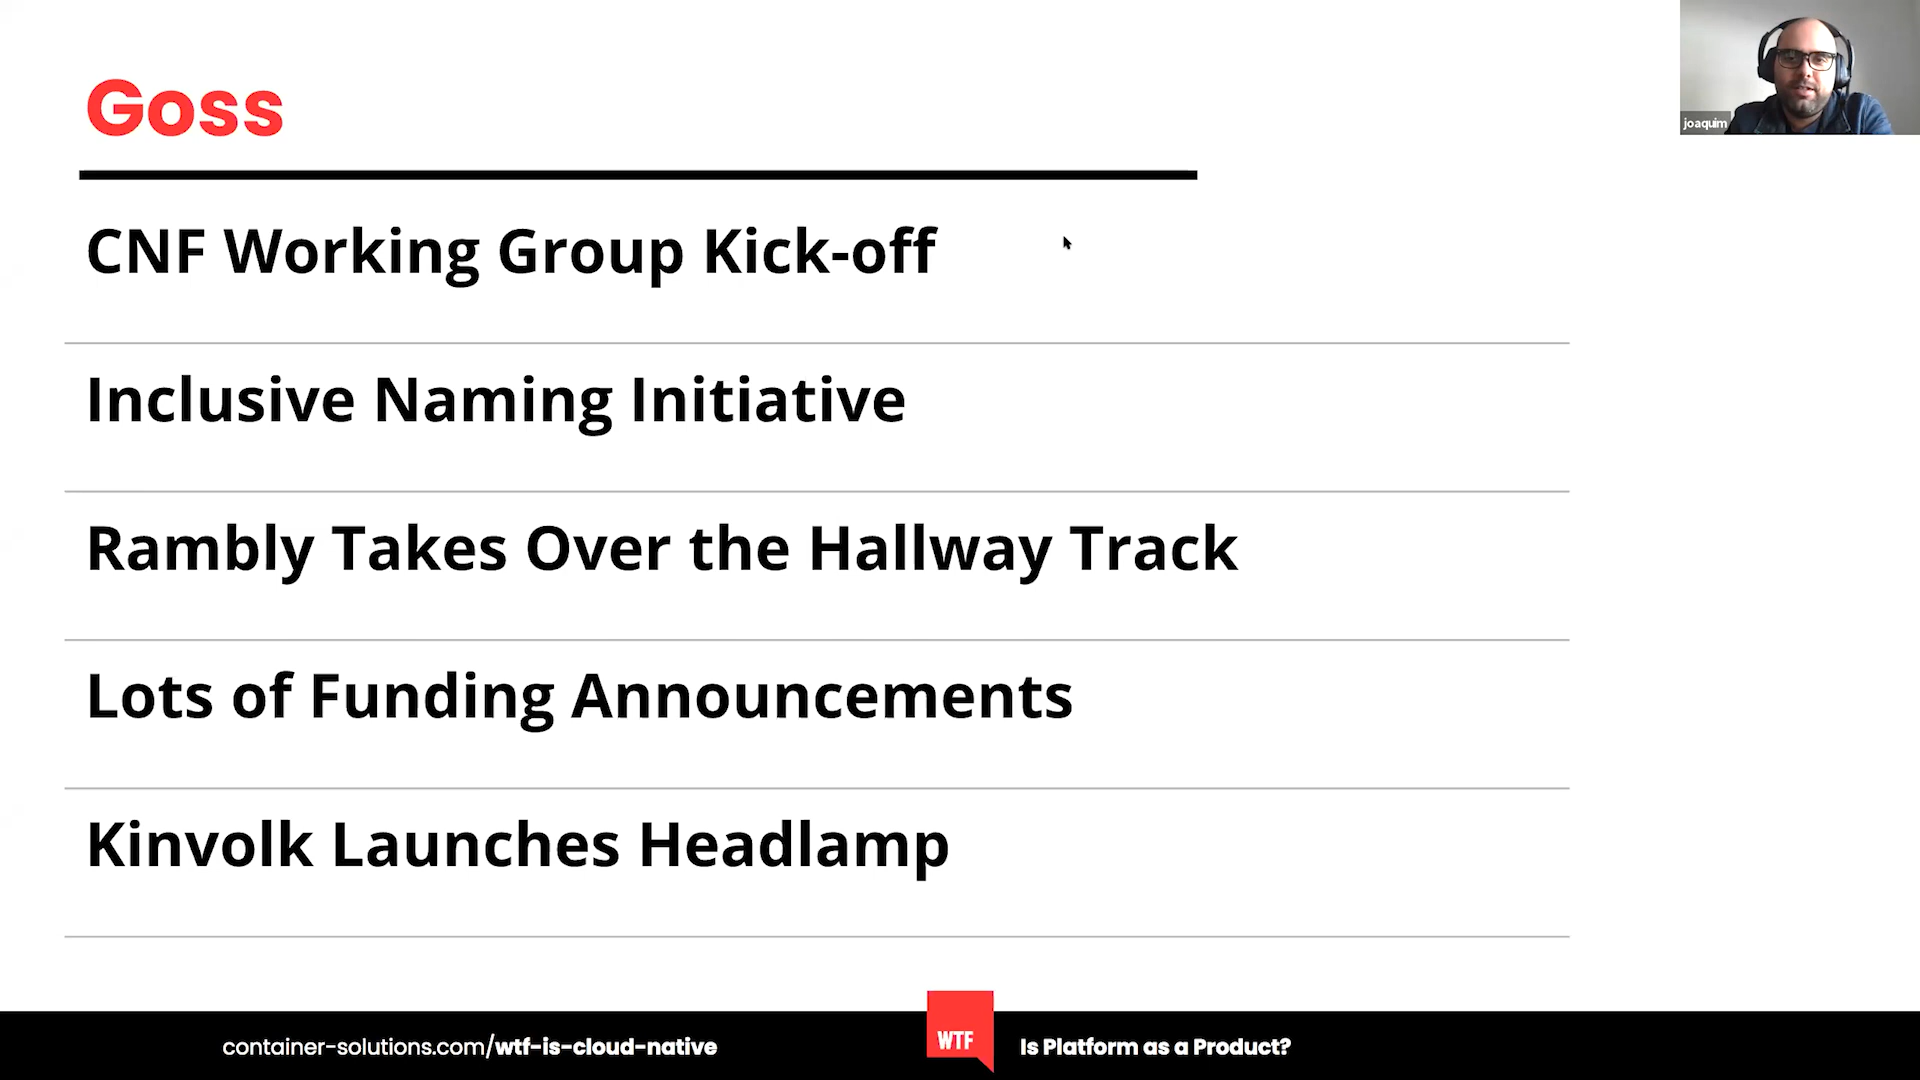 Goss
joaquim
CNF Working Group Kick-off
Inclusive Naming Initiative
Rambly Takes Over the Hallway Track
Lots of Funding Announcements
Kinvolk Launches Headlamp
container-solutions.com/wtf-is-cloud-native
WTF
Is Platform as a Product?